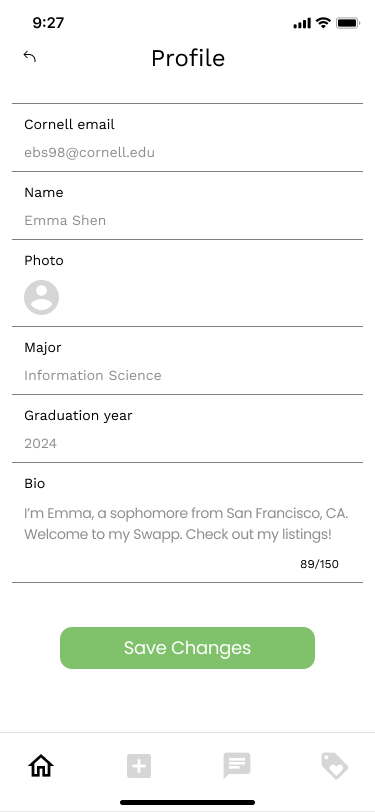 9:27
Profile
Cornell email
ebs98@cornell.edu
Name
Emma Shen
Photo
Major
Information Science
Graduation year
2024
Bio
I'm Emma, a sophomore from San Francisco, CA.
Welcome to my Swapp. Check out my listings!
89/150
Save Changes